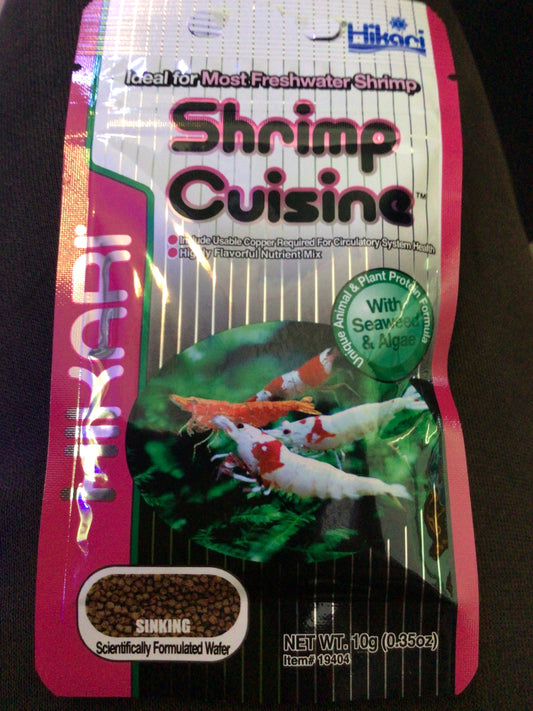 Hikari
Ideal for Most Freshwater Shrimp
Shrimp
Cuisine™
Include Usable Copper Required For Circulatory System Health
Highly Flavorful Nutrient Mix
HIKARI
Unique Animal & Plant Protein Formula
With
Seaweed
& Algae
SINKING
Scientifically Formulated Wafer
NET WT. 10g (0.35oz)
Item# 19404